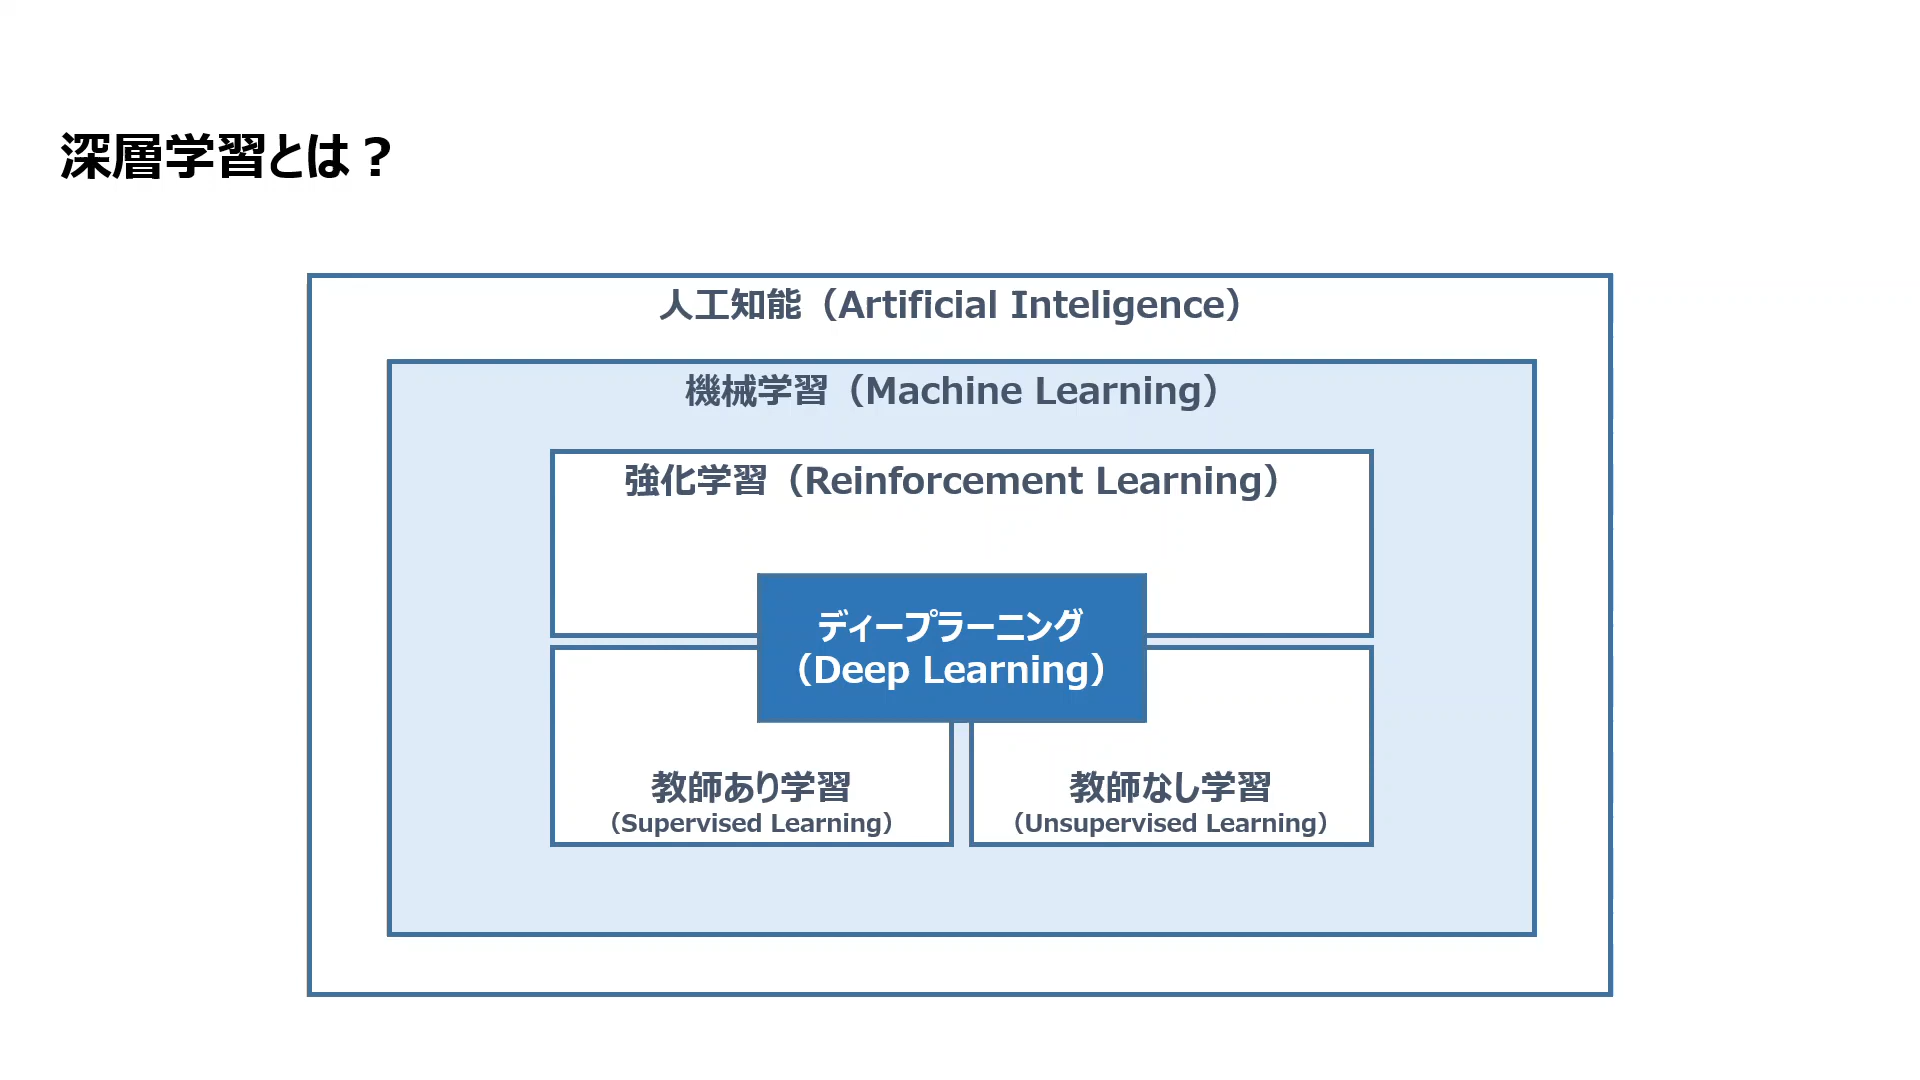 深層学習とは？
人工知能（Artificial Inteligence）
機械学習（Machine Learning）
強化学習（Reinforcement Learning）
ディープラーニング
（Deep Learning）
教師あり学習
（Supervised Learning）
教師なし学習
（Unsupervised Learning）